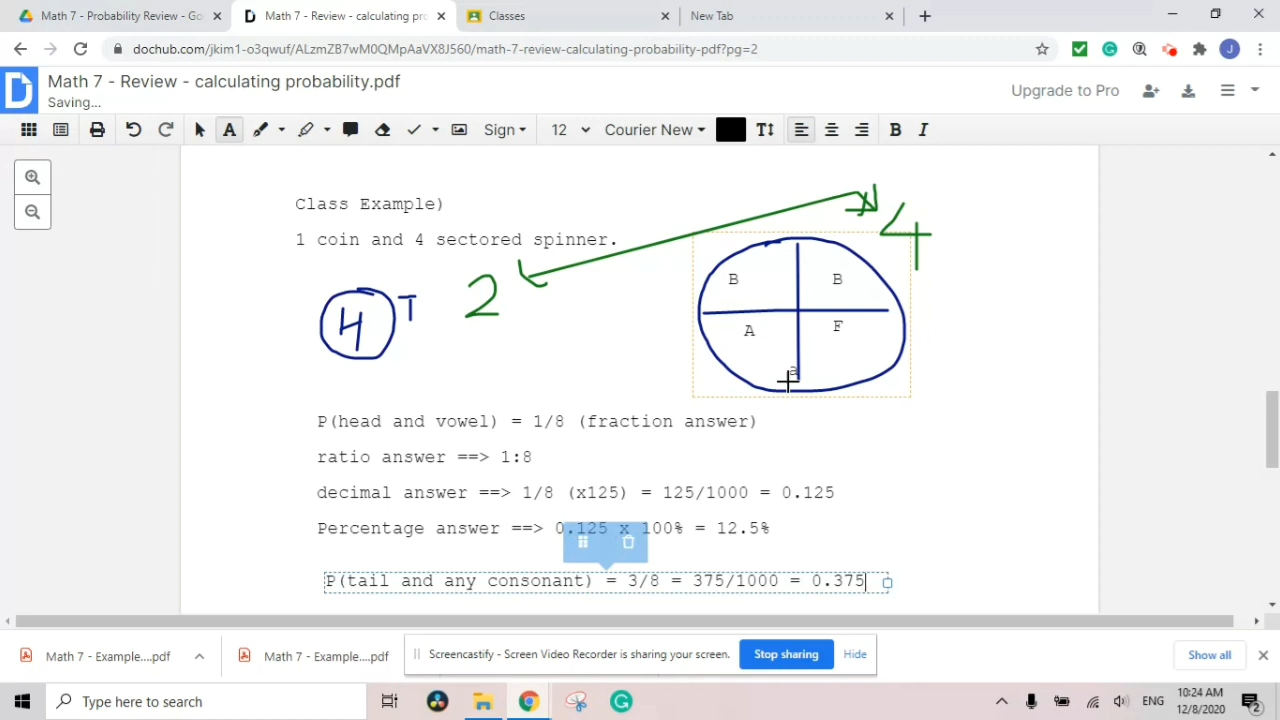 Math 7 - Probability Review - Go
Math 7 - Review - calculating pro
Classes
New Tab
dochub.com/jkim1-o3qwuf/ALzmZB7wM0QMpAaVX8J560/math-7-review-calculating-probability-pdf?pg=2
J
Math 7 - Review - calculating probability.pdf
Saving...
Upgrade to Pro
A Sign 12 Courier New B I
Class Example)
1 coin and 4 sectored spinner.
4
2
H T
B B
A F
a
P(head and vowel) = 1/8 (fraction answer)
ratio answer ==> 1:8
decimal answer ==> 1/8 (x125) = 125/1000 = 0.125
Percentage answer ==> 0.125 x 100% = 12.5%
P(tail and any consonant) = 3/8 = 375/1000 = 0.375
Math 7 - Example....pdf
Math 7 - Example....pdf
Screencastify - Screen Video Recorder is sharing your screen.
Stop sharing
Hide
Show all
Type here to search
ENG
10:24 AM
12/8/2020
2